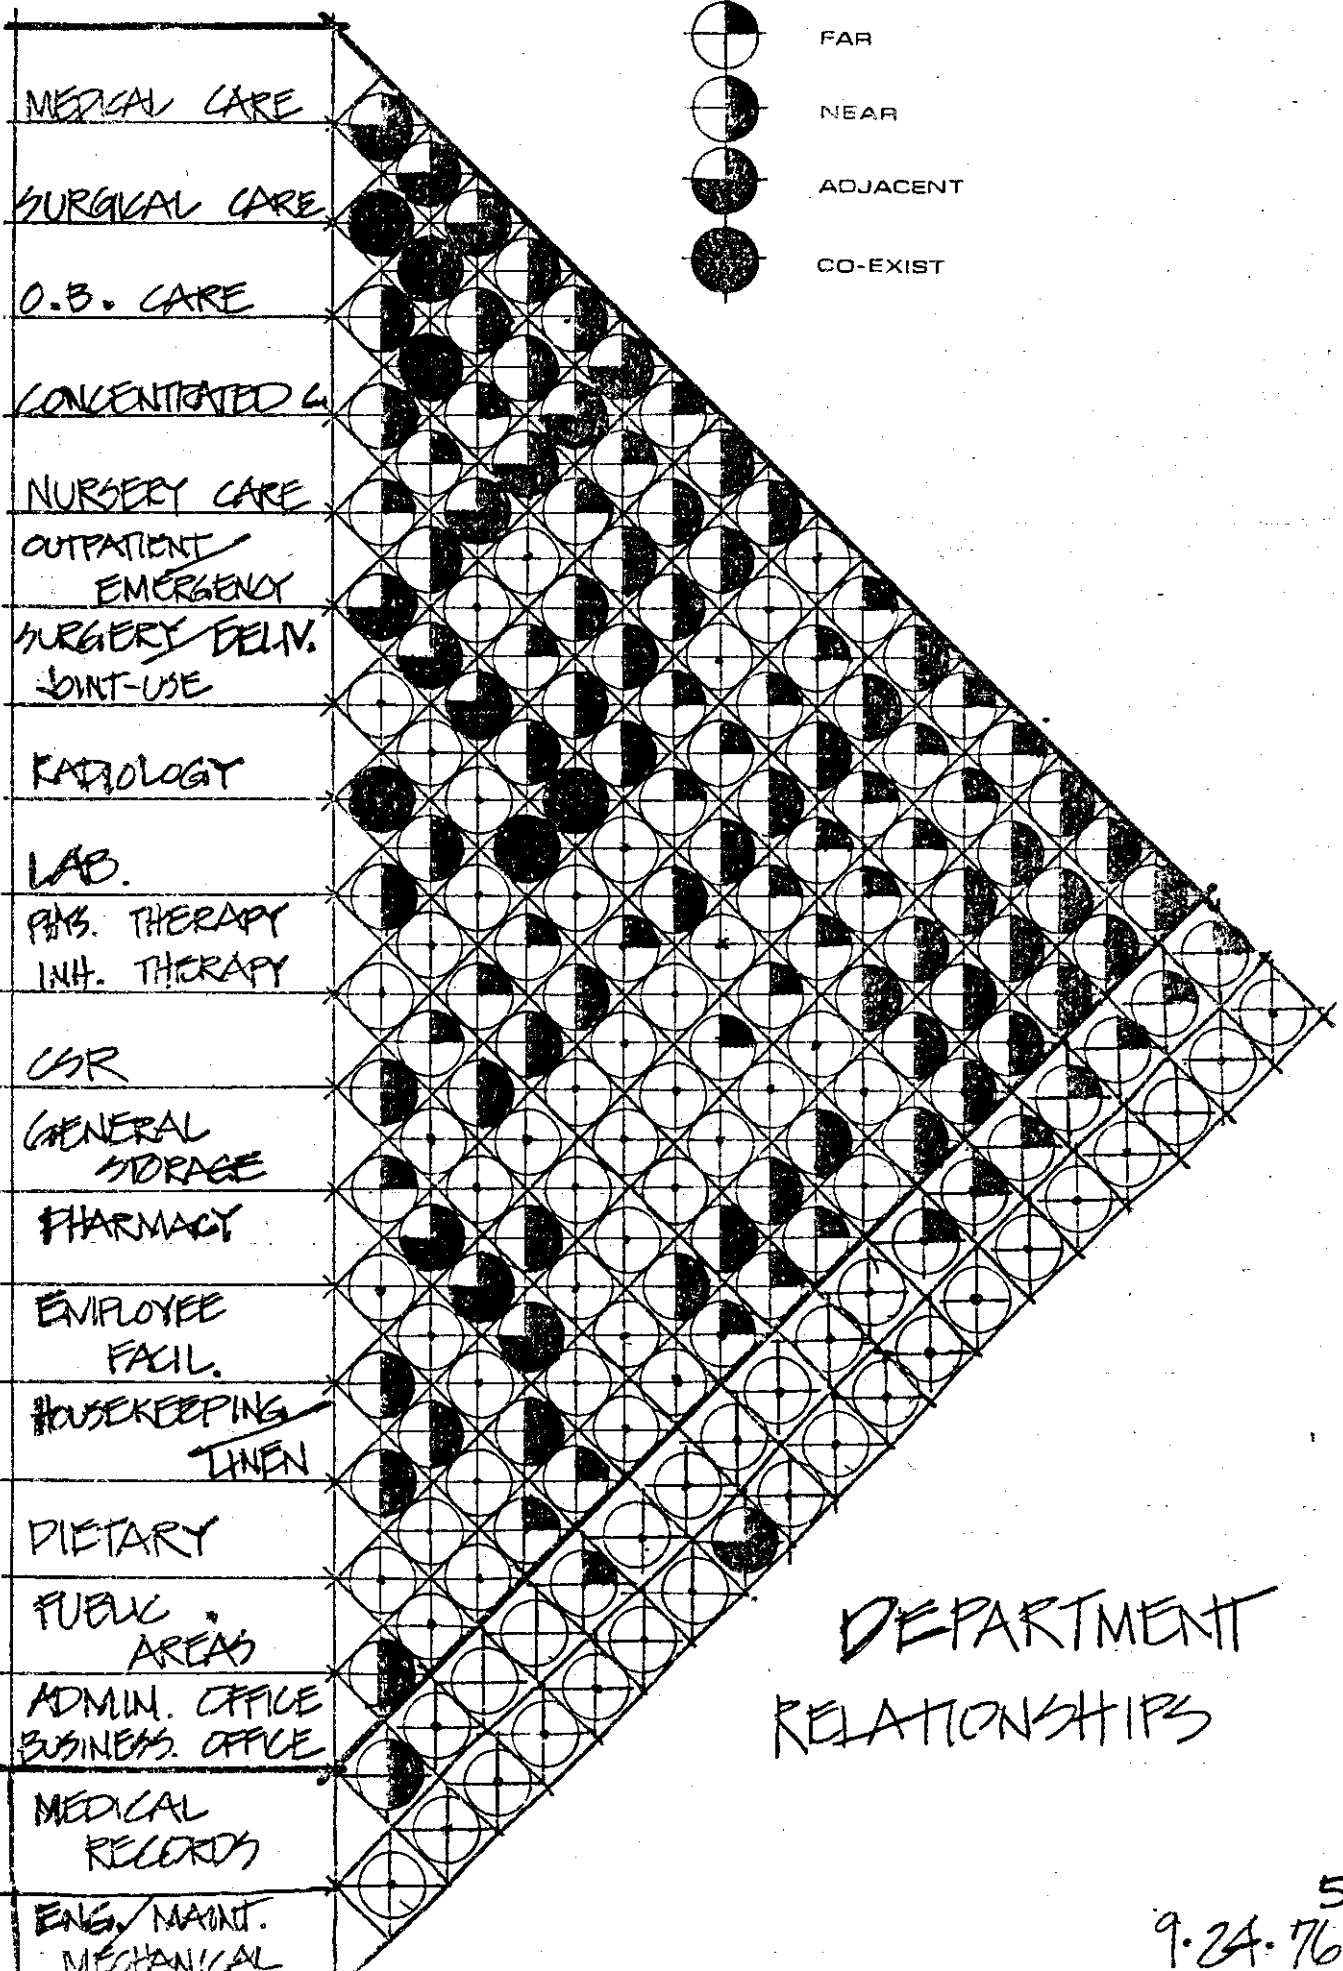 FAR
NEAR
ADJACENT
CO-EXIST
MEDICAL CARE
SURGICAL CARE
O.B. CARE
CONCENTRATED C.
NURSERY CARE
OUTPATIENT/
EMERGENCY
SURGERY/DELIV.
JOINT-USE
RADIOLOGY
LAB.
PHYS. THERAPY
INH. THERAPY
CSR
GENERAL
STORAGE
PHARMACY
EMPLOYEE
FACIL.
HOUSEKEEPING/
LINEN
DIETARY
PUBLIC
AREAS
ADMIN. OFFICE
BUSINESS. OFFICE
MEDICAL
RECORDS
ENG./MAINT.
MECHANICAL
DEPARTMENT
RELATIONSHIPS
5
9.24.76